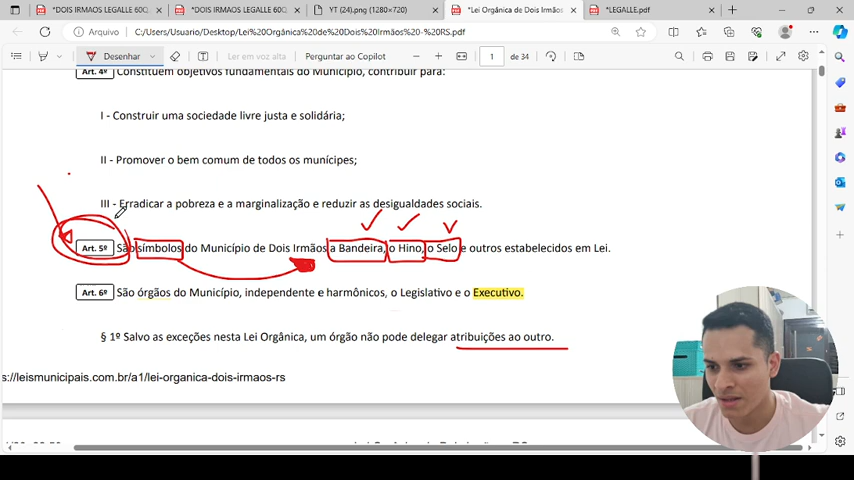 *DOIS IRMAOS LEGALLE 60Q.
*DOIS IRMAOS LEGALLE 60Q.
YT (24).png (1280×720)
*Lei Orgânica de Dois Irmãos
*LEGALLE.pdf
Arquivo
C:/Users/Usuario/Desktop/Lei%20Orgânica%20de%20Dois%20Irmãos%20-%20RS.pdf
Desenhar
Ler em voz alta
Perguntar ao Copilot
1
de 34
Art. 4º Constituem objetivos fundamentais do Município, contribuir para:
I - Construir uma sociedade livre justa e solidária;
II - Promover o bem comum de todos os munícipes;
III - Erradicar a pobreza e a marginalização e reduzir as desigualdades sociais.
Art. 5º São símbolos do Município de Dois Irmãos a Bandeira, o Hino, o Selo e outros estabelecidos em Lei.
Art. 6º São órgãos do Município, independente e harmônicos, o Legislativo e o Executivo.
§ 1º Salvo as exceções nesta Lei Orgânica, um órgão não pode delegar atribuições ao outro.
s://leismunicipais.com.br/a1/lei-organica-dois-irmaos-rs